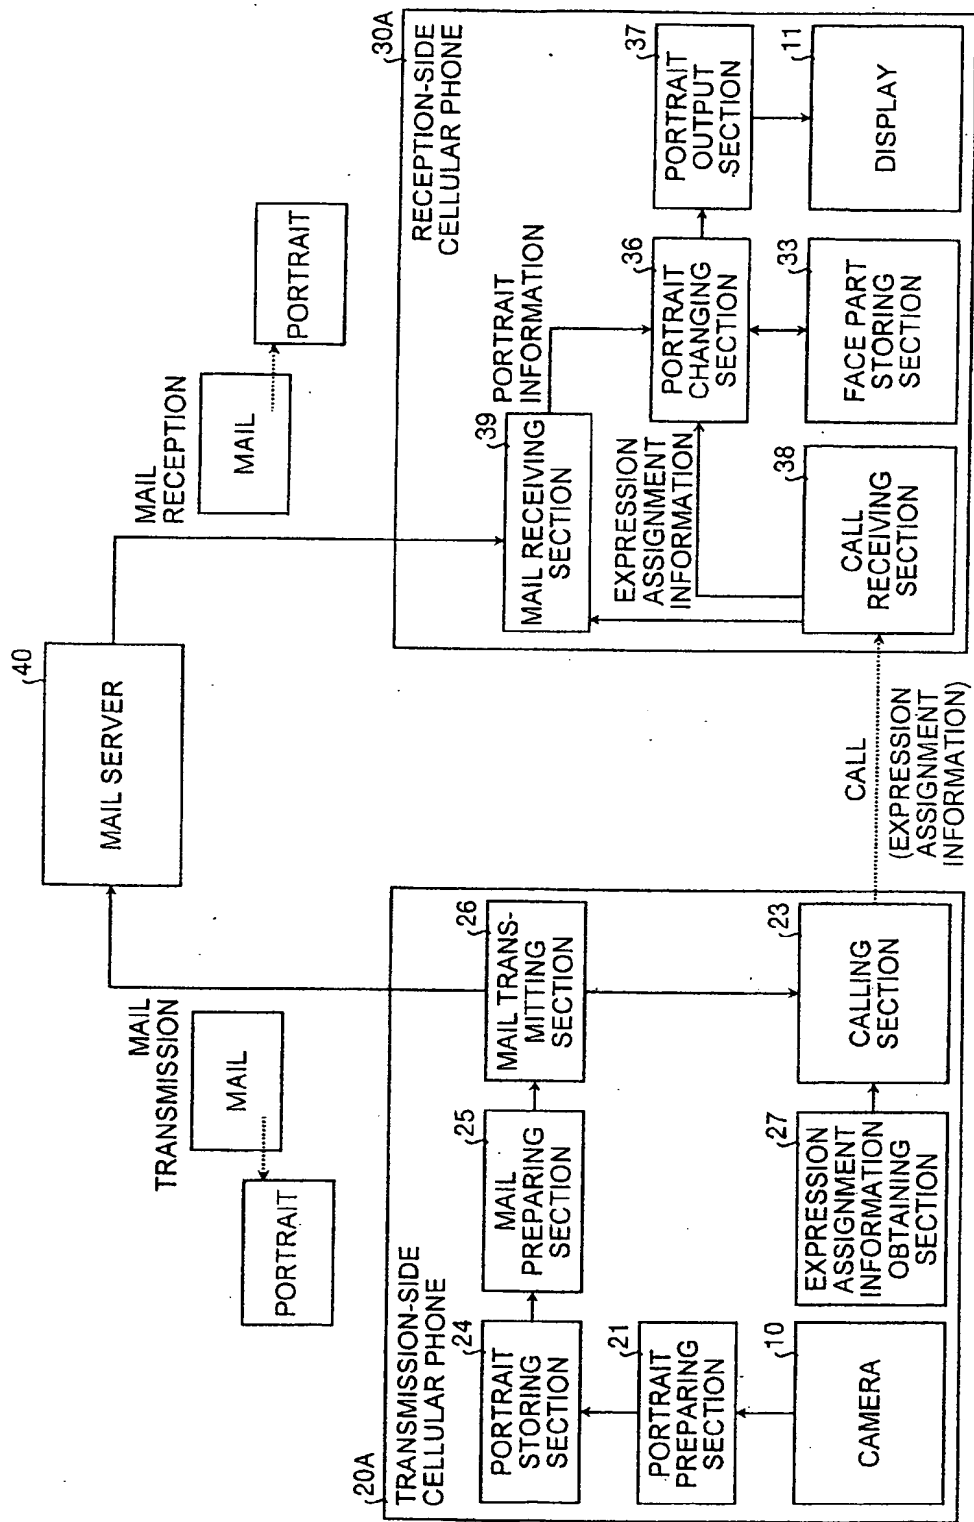 40
MAIL SERVER
MAIL
TRANSMISSION
MAIL
PORTRAIT
MAIL
RECEPTION
MAIL
PORTRAIT
20A
TRANSMISSION-SIDE
CELLULAR PHONE
24
PORTRAIT
STORING
SECTION
25
MAIL
PREPARING
SECTION
26
MAIL TRANS-
MITTING
SECTION
21
PORTRAIT
PREPARING
SECTION
10
CAMERA
27
EXPRESSION
ASSIGNMENT
INFORMATION
OBTAINING
SECTION
23
CALLING
SECTION
CALL
(EXPRESSION
ASSIGNMENT
INFORMATION)
30A
RECEPTION-SIDE
CELLULAR PHONE
39
MAIL RECEIVING
SECTION
PORTRAIT
INFORMATION
EXPRESSION
ASSIGNMENT
INFORMATION
36
PORTRAIT
CHANGING
SECTION
37
PORTRAIT
OUTPUT
SECTION
38
CALL
RECEIVING
SECTION
33
FACE PART
STORING
SECTION
11
DISPLAY